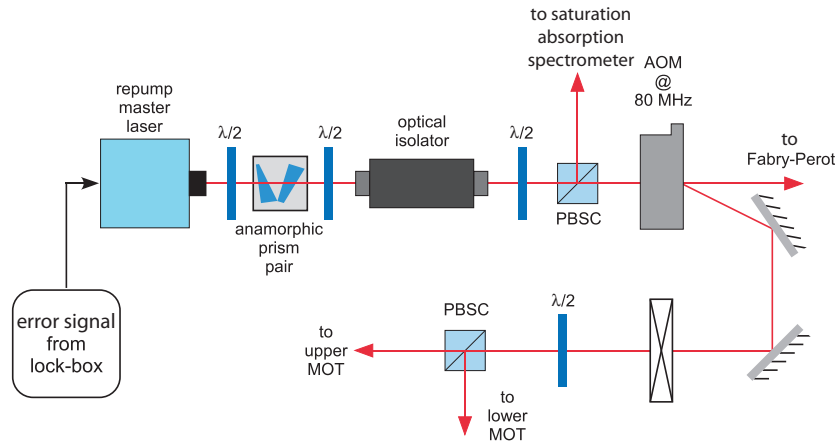 to saturation
absorption
spectrometer
AOM
@
80 MHz
repump
master
laser
λ/2
λ/2
optical
isolator
λ/2
to
Fabry-Perot
anamorphic
prism
pair
PBSC
error signal
from
lock-box
PBSC
λ/2
to
upper
MOT
to
lower
MOT